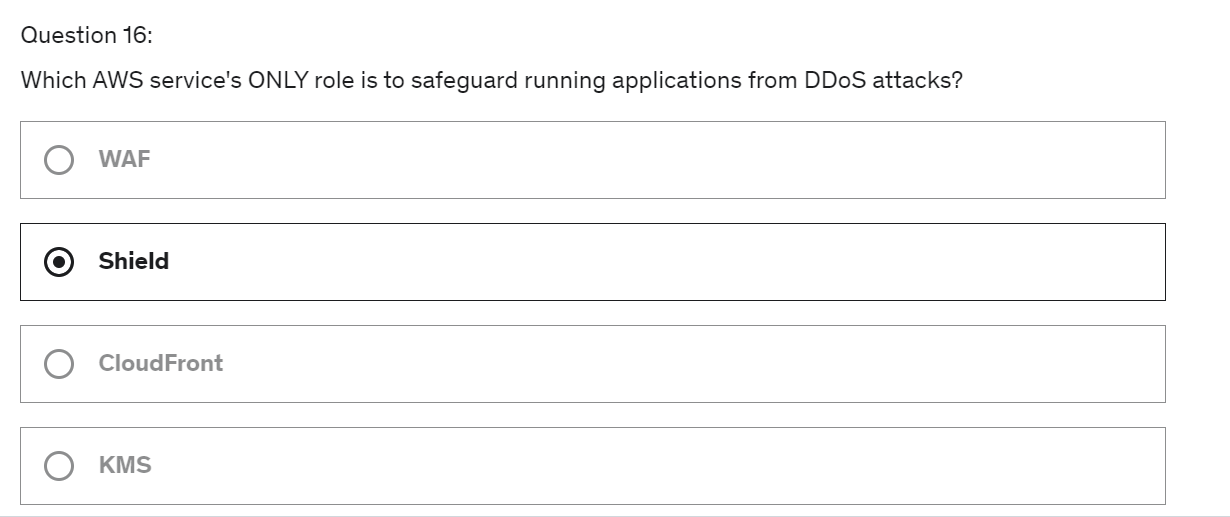 Question 16:
Which AWS service's ONLY role is to safeguard running applications from DDoS attacks?
WAF
Shield
CloudFront
KMS